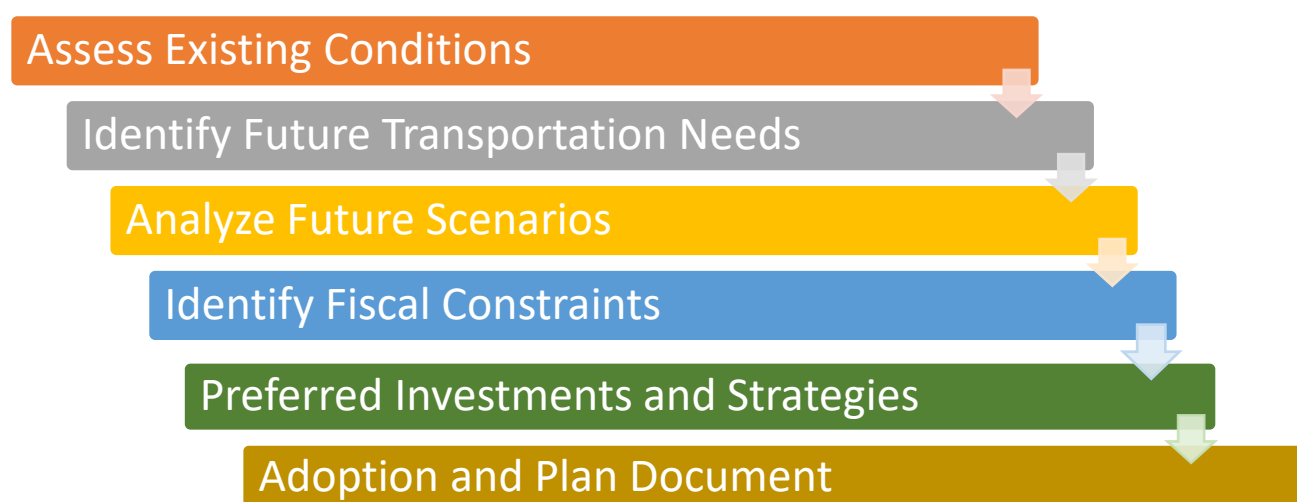 Assess Existing Conditions
Identify Future Transportation Needs
Analyze Future Scenarios
Identify Fiscal Constraints
Preferred Investments and Strategies
Adoption and Plan Document